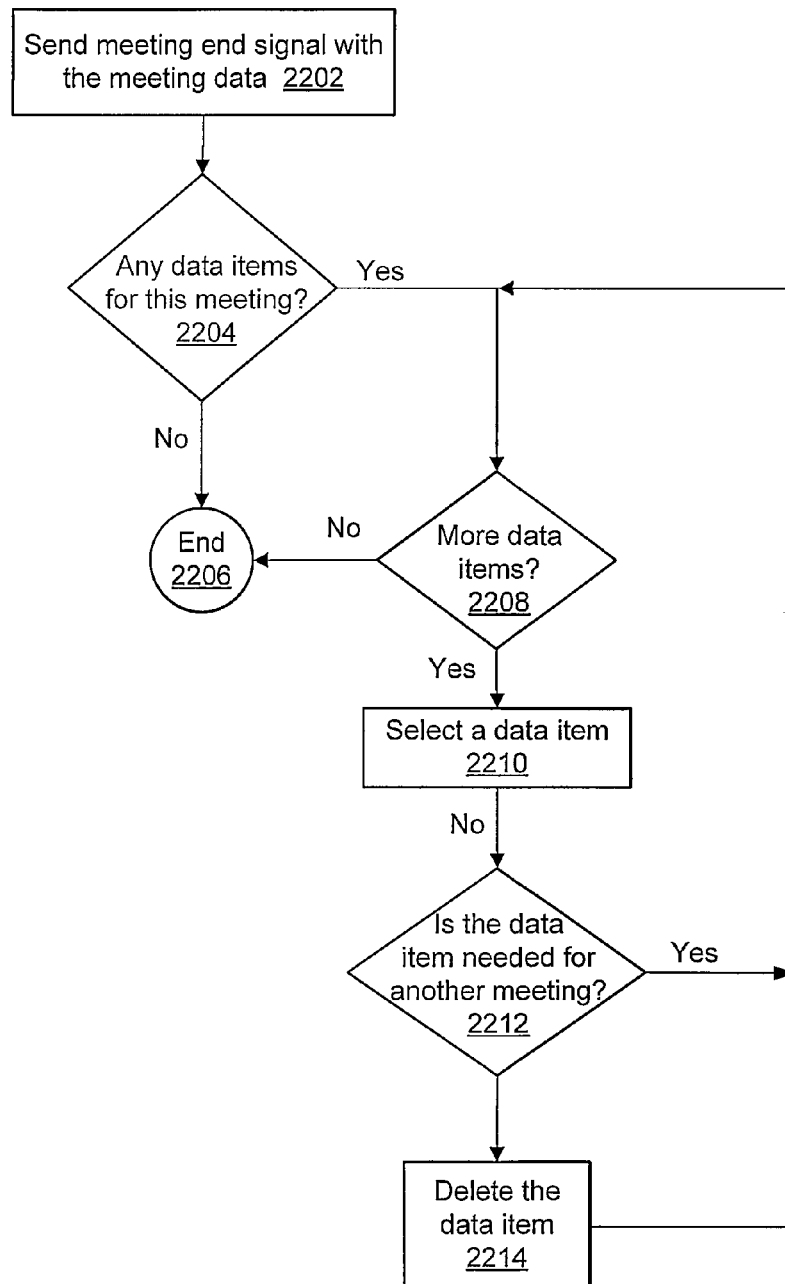 Send meeting end signal with
the meeting data 2202
Any data items
for this meeting?
2204
Yes
No
End
2206
No
More data
items?
2208
Yes
Select a data item
2210
No
Is the data
item needed for
another meeting?
2212
Yes
Delete the
data item
2214